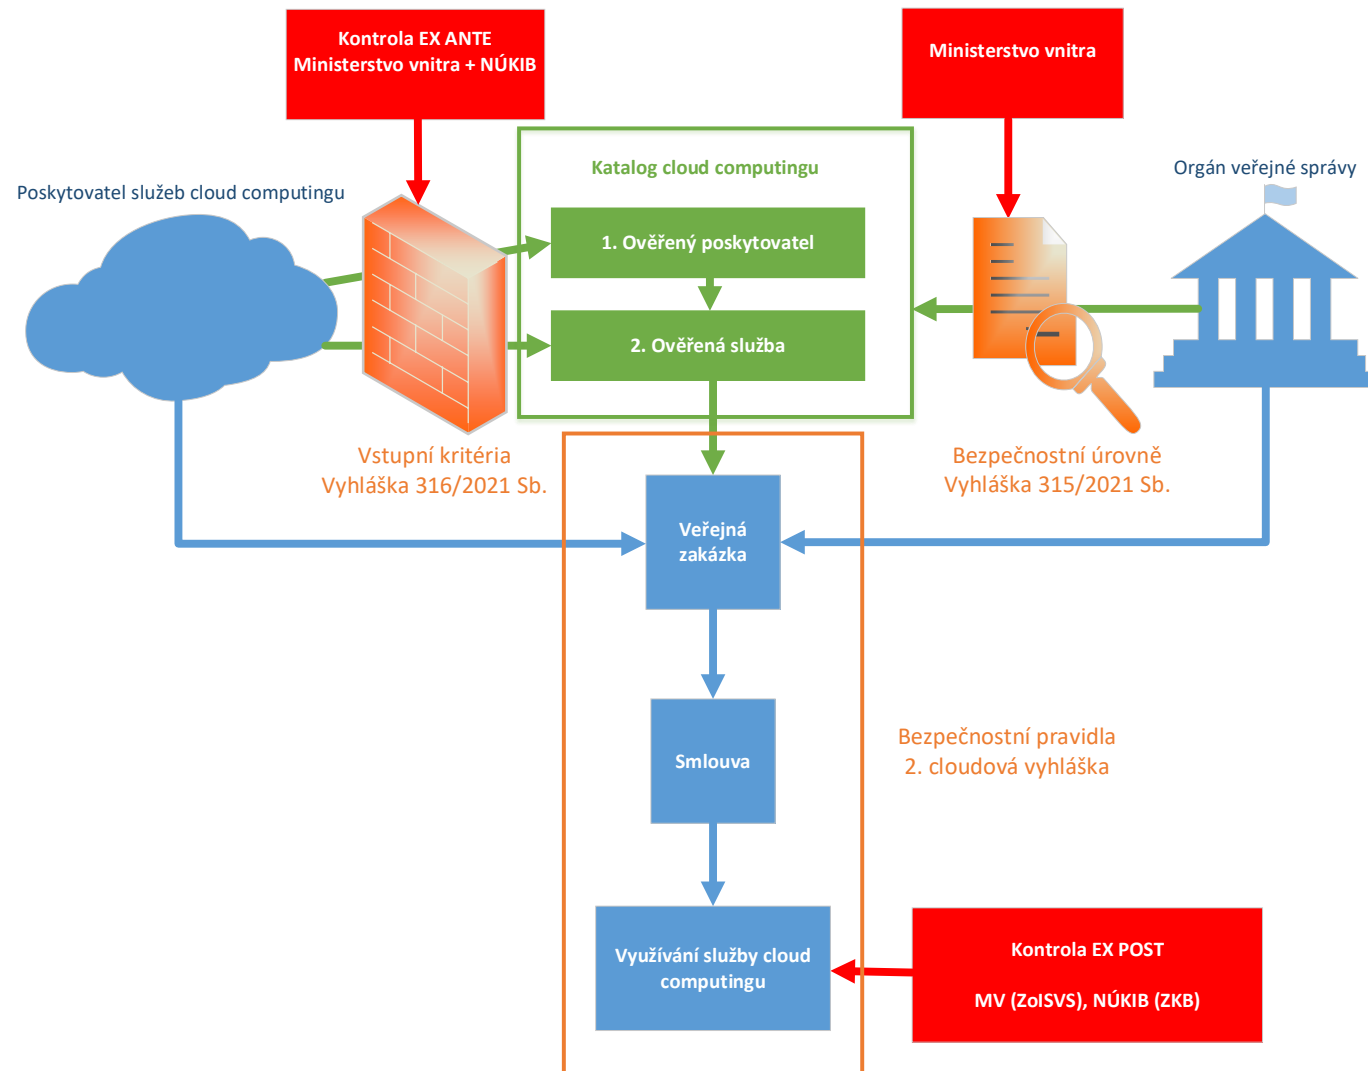 Kontrola EX ANTE
Ministerstvo vnitra + NÚKIB
Ministerstvo vnitra
Katalog cloud computingu
Poskytovatel služeb cloud computingu
Orgán veřejné správy
1. Ověřený poskytovatel
2. Ověřená služba
Vstupní kritéria
Vyhláška 316/2021 Sb.
Bezpečnostní úrovně
Vyhláška 315/2021 Sb.
Veřejná
zakázka
Smlouva
Bezpečnostní pravidla
2. cloudová vyhláška
Využívání služby cloud
computingu
Kontrola EX POST
MV (ZoISVS), NÚKIB (ZKB)